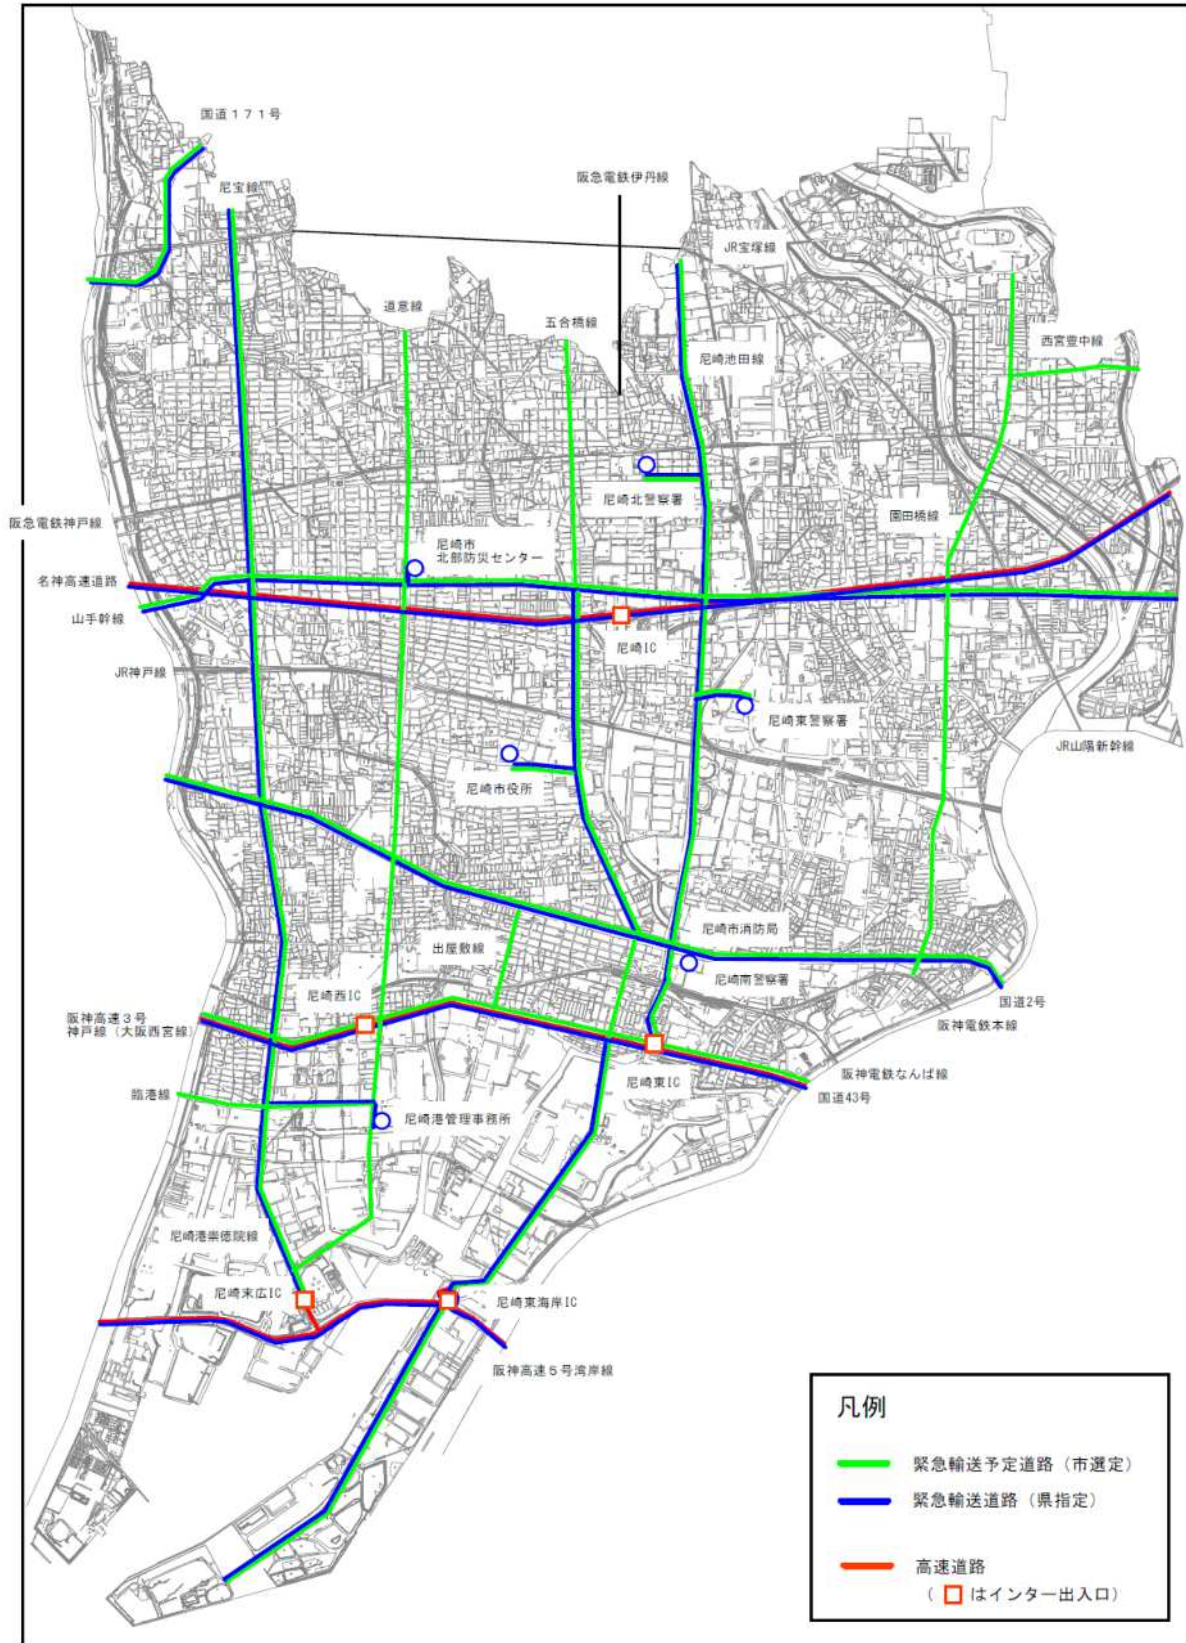 国道１７１号
尼宝線
阪急電鉄伊丹線
JR宝塚線
道意線
五合橋線
西宮豊中線
尼崎池田線
尼崎北警察署
園田橋線
阪急電鉄神戸線
尼崎市
北部防災センター
名神高速道路
山手幹線
尼崎IC
JR神戸線
尼崎東警察署
JR山陽新幹線
尼崎市役所
尼崎市消防局
出屋敷線
尼崎南警察署
尼崎西IC
国道2号
阪神高速３号
神戸線（大阪西宮線）
阪神電鉄本線
尼崎東IC
阪神電鉄なんば線
臨港線
国道43号
尼崎港管理事務所
尼崎港崇徳院線
尼崎末広IC
尼崎東海岸IC
阪神高速５号湾岸線
凡例
緊急輸送予定道路（市選定）
緊急輸送道路（県指定）
高速道路
（ はインター出入口）